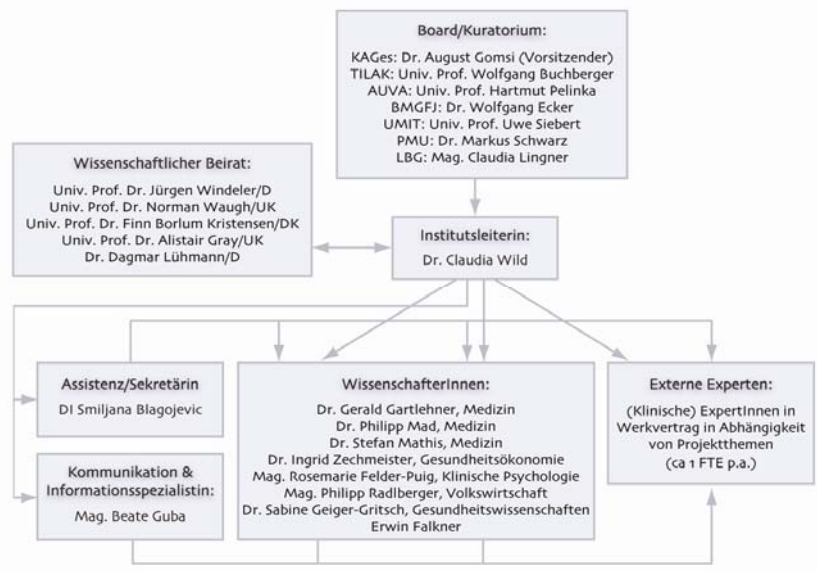 Board/Kuratorium:
KAGes: Dr. August Gomsi (Vorsitzender)
TILAK: Univ. Prof. Wolfgang Buchberger
AUVA: Univ. Prof. Hartmut Pelinka
BMGFJ: Dr. Wolfgang Ecker
UMIT: Univ. Prof. Uwe Siebert
PMU: Dr. Markus Schwarz
LBG: Mag. Claudia Lingner
Wissenschaftlicher Beirat:
Univ. Prof. Dr. Jürgen Windeler/D
Univ. Prof. Dr. Norman Waugh/UK
Univ. Prof. Dr. Finn Borlum Kristensen/DK
Univ. Prof. Dr. Alistair Gray/UK
Dr. Dagmar Lühmann/D
Institutsleiterin:
Dr. Claudia Wild
Assistenz/Sekretärin
DI Smiljana Blagojevic
Kommunikation &
Informationsspezialistin:
Mag. Beate Guba
WissenschafterInnen:
Dr. Gerald Gartlehner, Medizin
Dr. Philipp Mad, Medizin
Dr. Stefan Mathis, Medizin
Dr. Ingrid Zechmeister, Gesundheitsökonomie
Mag. Rosemarie Felder-Puig, Klinische Psychologie
Mag. Philipp Radlberger, Volkswirtschaft
Dr. Sabine Geiger-Gritsch, Gesundheitswissenschaften
Erwin Falkner
Externe Experten:
(Klinische) ExpertInnen in
Werkvertrag in Abhängigkeit
von Projektthemen
(ca 1 FTE p.a.)